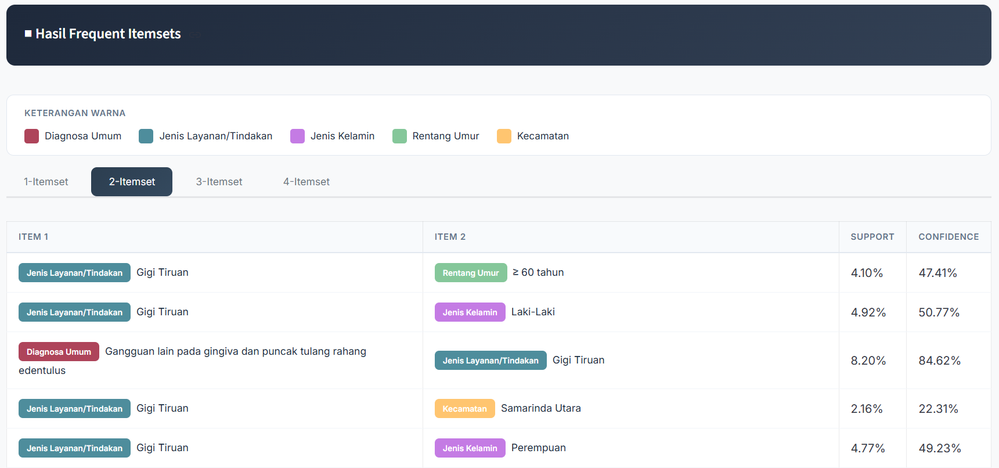 Hasil Frequent Itemsets
KETERANGAN WARNA
Diagnosa Umum Jenis Layanan/Tindakan Jenis Kelamin Rentang Umur Kecamatan
1-Itemset 2-Itemset 3-Itemset 4-Itemset
ITEM 1 ITEM 2 SUPPORT CONFIDENCE
Jenis Layanan/Tindakan Gigi Tiruan Rentang Umur ≥ 60 tahun 4.10% 47.41%
Jenis Layanan/Tindakan Gigi Tiruan Jenis Kelamin Laki-Laki 4.92% 50.77%
Diagnosa Umum Gangguan lain pada gingiva dan puncak tulang rahang
edentulus
Jenis Layanan/Tindakan Gigi Tiruan 8.20% 84.62%
Jenis Layanan/Tindakan Gigi Tiruan Kecamatan Samarinda Utara 2.16% 22.31%
Jenis Layanan/Tindakan Gigi Tiruan Jenis Kelamin Perempuan 4.77% 49.23%